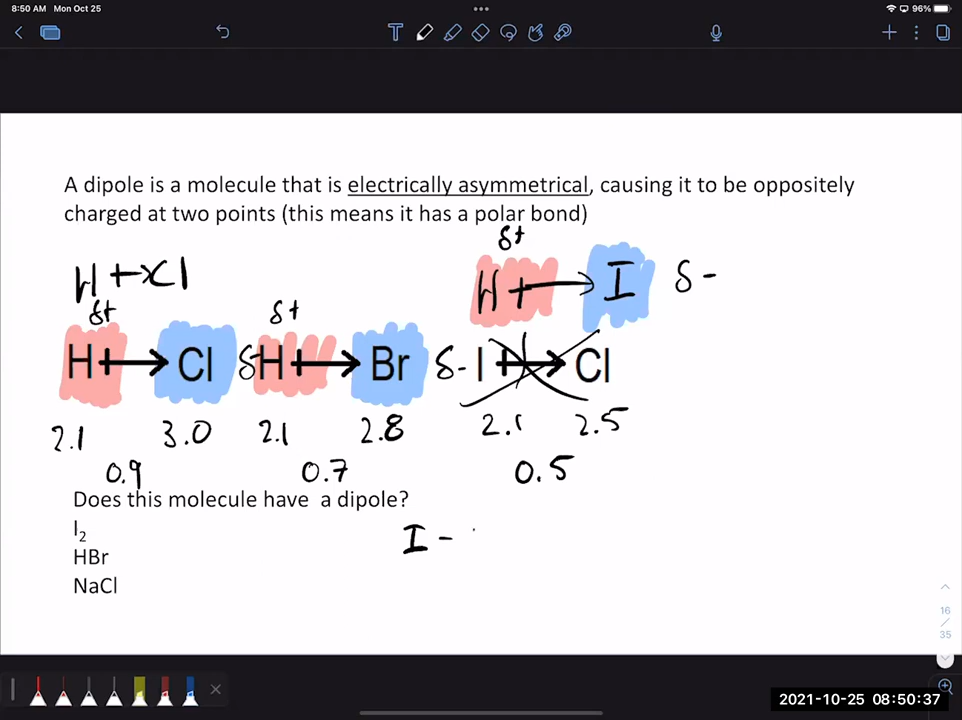 8:50 AM Mon Oct 25
96%
T
A dipole is a molecule that is electrically asymmetrical, causing it to be oppositely
charged at two points (this means it has a polar bond)
δ+
H I δ-
H Cl
δ+ δ+
H Cl δ- H Br δ- I Cl
2.1 3.0 2.1 2.8 2.1 2.5
0.9 0.7 0.5
Does this molecule have a dipole?
I2
I -
HBr
NaCl
16
/
35
2021-10-25 08:50:37